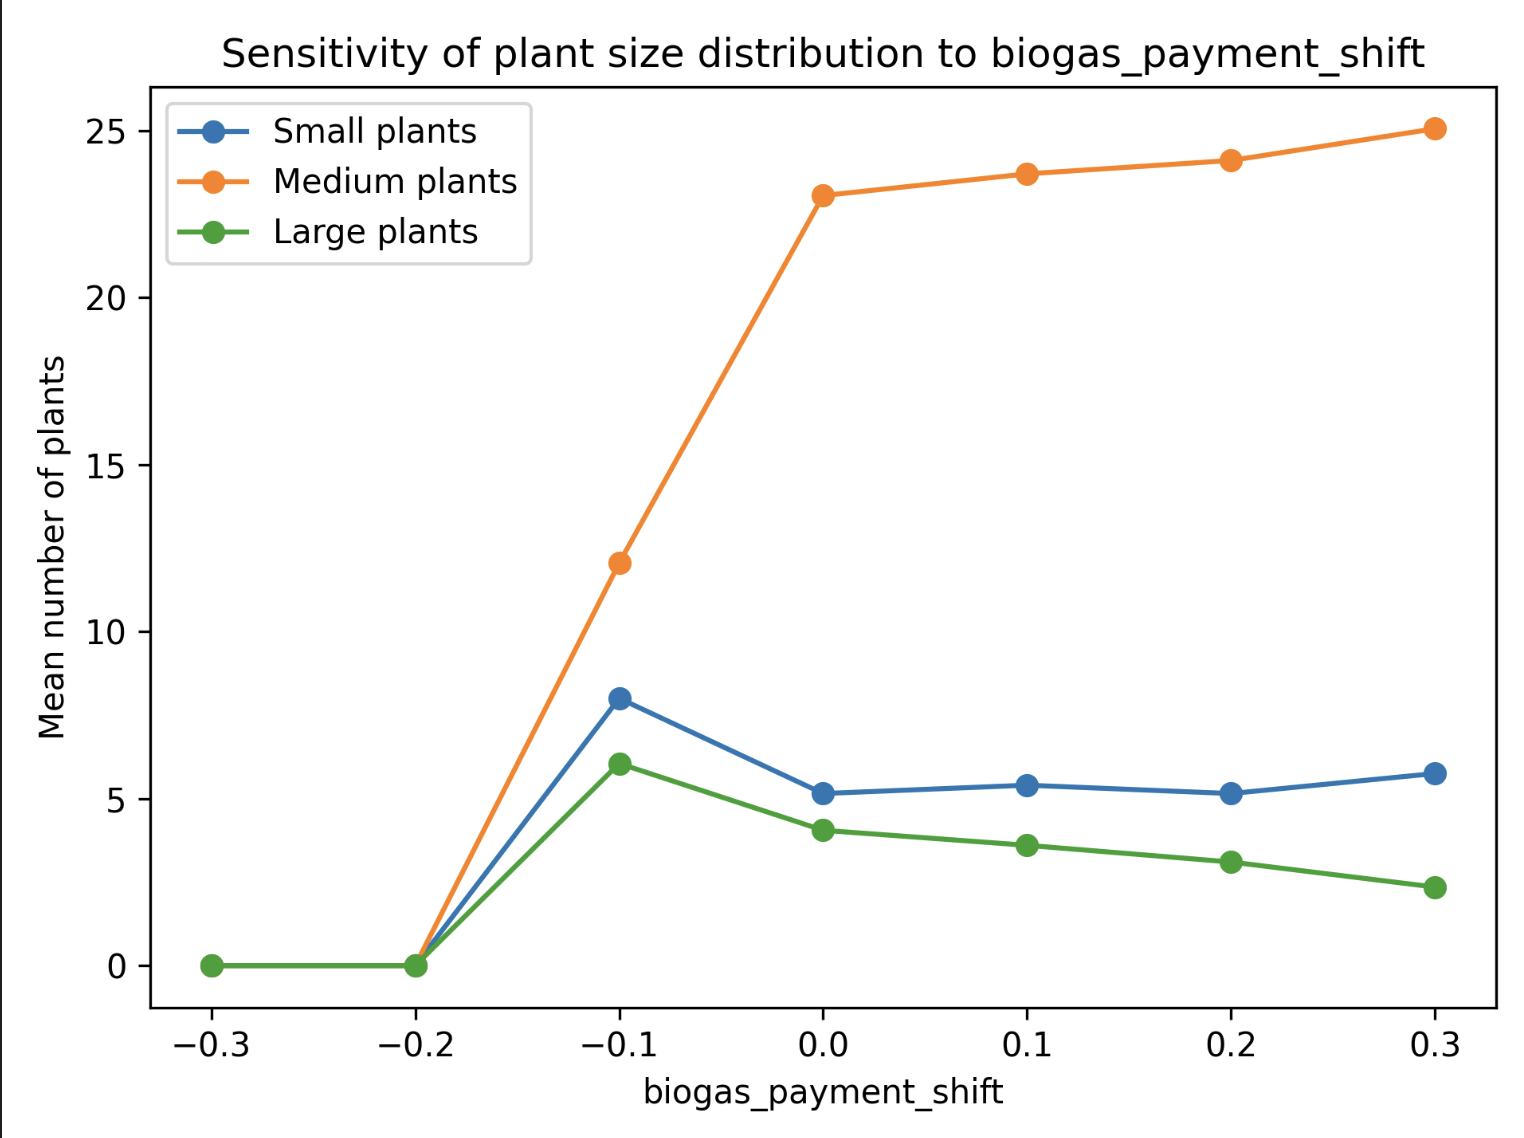 Sensitivity of plant size distribution to biogas_payment_shift
Small plants
Medium plants
Large plants
Mean number of plants
25
20
15
10
5
0
−0.3 −0.2 −0.1 0.0 0.1 0.2 0.3
biogas_payment_shift